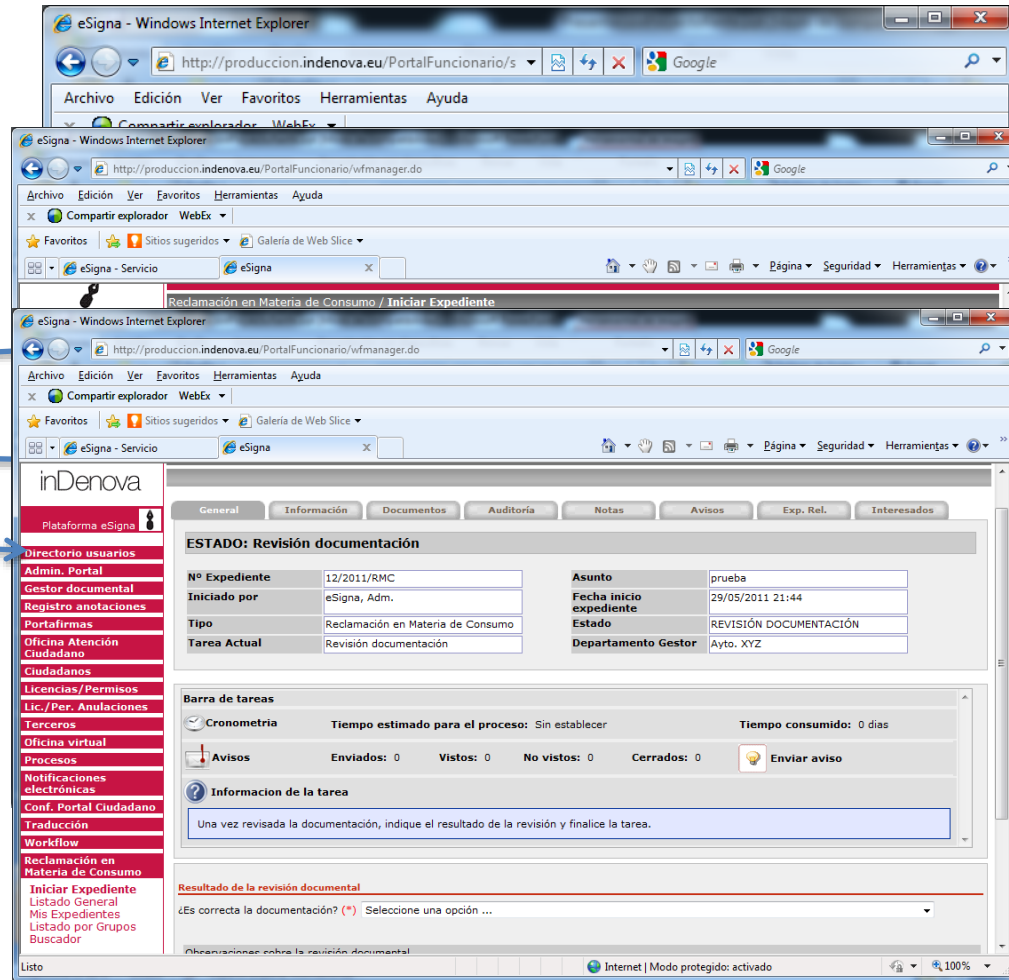 eSigna - Windows Internet Explorer
http://produccion.indenova.eu/PortalFuncionario/s
Google
Archivo Edición Ver Favoritos Herramientas Ayuda
x Compartir explorador WebEx
eSigna - Windows Internet Explorer
http://produccion.indenova.eu/PortalFuncionario/wfmanager.do
Google
Archivo Edición Ver Favoritos Herramientas Ayuda
x Compartir explorador WebEx
Favoritos Sitios sugeridos Galería de Web Slice
eSigna - Servicio eSigna x Página Seguridad Herramientas
Reclamación en Materia de Consumo / Iniciar Expediente
eSigna - Windows Internet Explorer
http://produccion.indenova.eu/PortalFuncionario/wfmanager.do
Google
Archivo Edición Ver Favoritos Herramientas Ayuda
x Compartir explorador WebEx
Favoritos Sitios sugeridos Galería de Web Slice
eSigna - Servicio eSigna x Página Seguridad Herramientas »
inDenova
Plataforma eSigna
Directorio usuarios
Admin. Portal
Gestor documental
Registro anotaciones
Portafirmas
Oficina Atención
Ciudadano
Ciudadanos
Licencias/Permisos
Lic./Per. Anulaciones
Terceros
Oficina virtual
Procesos
Notificaciones
electrónicas
Conf. Portal Ciudadano
Traducción
Workflow
Reclamación en
Materia de Consumo
Iniciar Expediente
Listado General
Mis Expedientes
Listado por Grupos
Buscador
General Información Documentos Auditoría Notas Avisos Exp. Rel. Interesados
ESTADO: Revisión documentación
Nº Expediente 12/2011/RMC Asunto prueba
Iniciado por eSigna, Adm. Fecha inicio
expediente 29/05/2011 21:44
Tipo Reclamación en Materia de Consumo Estado REVISIÓN DOCUMENTACIÓN
Tarea Actual Revisión documentación Departamento Gestor Ayto. XYZ
Barra de tareas
Cronometria Tiempo estimado para el proceso: Sin establecer Tiempo consumido: 0 dias
Avisos Enviados: 0 Vistos: 0 No vistos: 0 Cerrados: 0 Enviar aviso
Informacion de la tarea
Una vez revisada la documentación, indique el resultado de la revisión y finalice la tarea.
Resultado de la revisión documental
¿Es correcta la documentación? (*) Seleccione una opción ...
Observaciones sobre la revisión documental
Listo Internet | Modo protegido: activado 100%